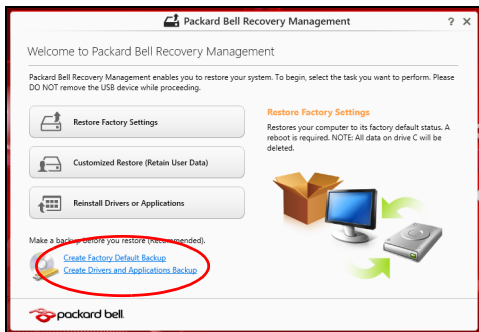 Packard Bell Recovery Management
? X
Welcome to Packard Bell Recovery Management
Packard Bell Recovery Management enables you to restore your system. To begin, select the task you want to perform. Please
DO NOT remove the USB device while proceeding.
Restore Factory Settings
Customized Restore (Retain User Data)
Reinstall Drivers or Applications
Restore Factory Settings
Restores your computer to its factory default status. A
reboot is required. NOTE: All data on drive C will be
deleted.
Make a backup before you restore (Recommended).
Create Factory Default Backup
Create Drivers and Applications Backup
packard bell